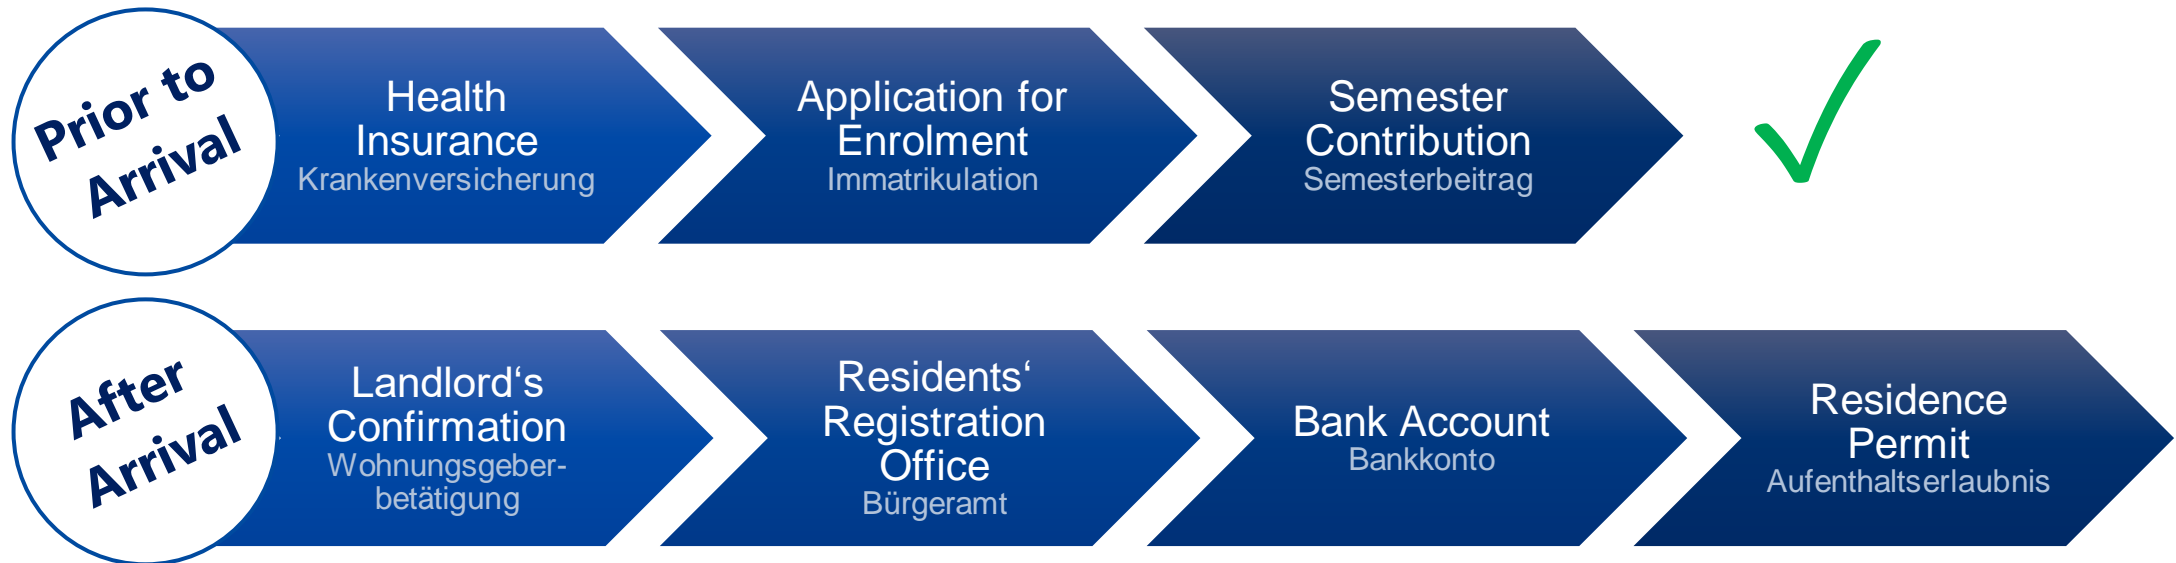 Prior to
Arrival
Health
Insurance
Krankenversicherung
Application for
Enrolment
Immatrikulation
Semester
Contribution
Semesterbeitrag
After
Arrival
Landlord‘s
Confirmation
Wohnungsgeber-
betätigung
Residents‘
Registration
Office
Bürgeramt
Bank Account
Bankkonto
Residence
Permit
Aufenthaltserlaubnis